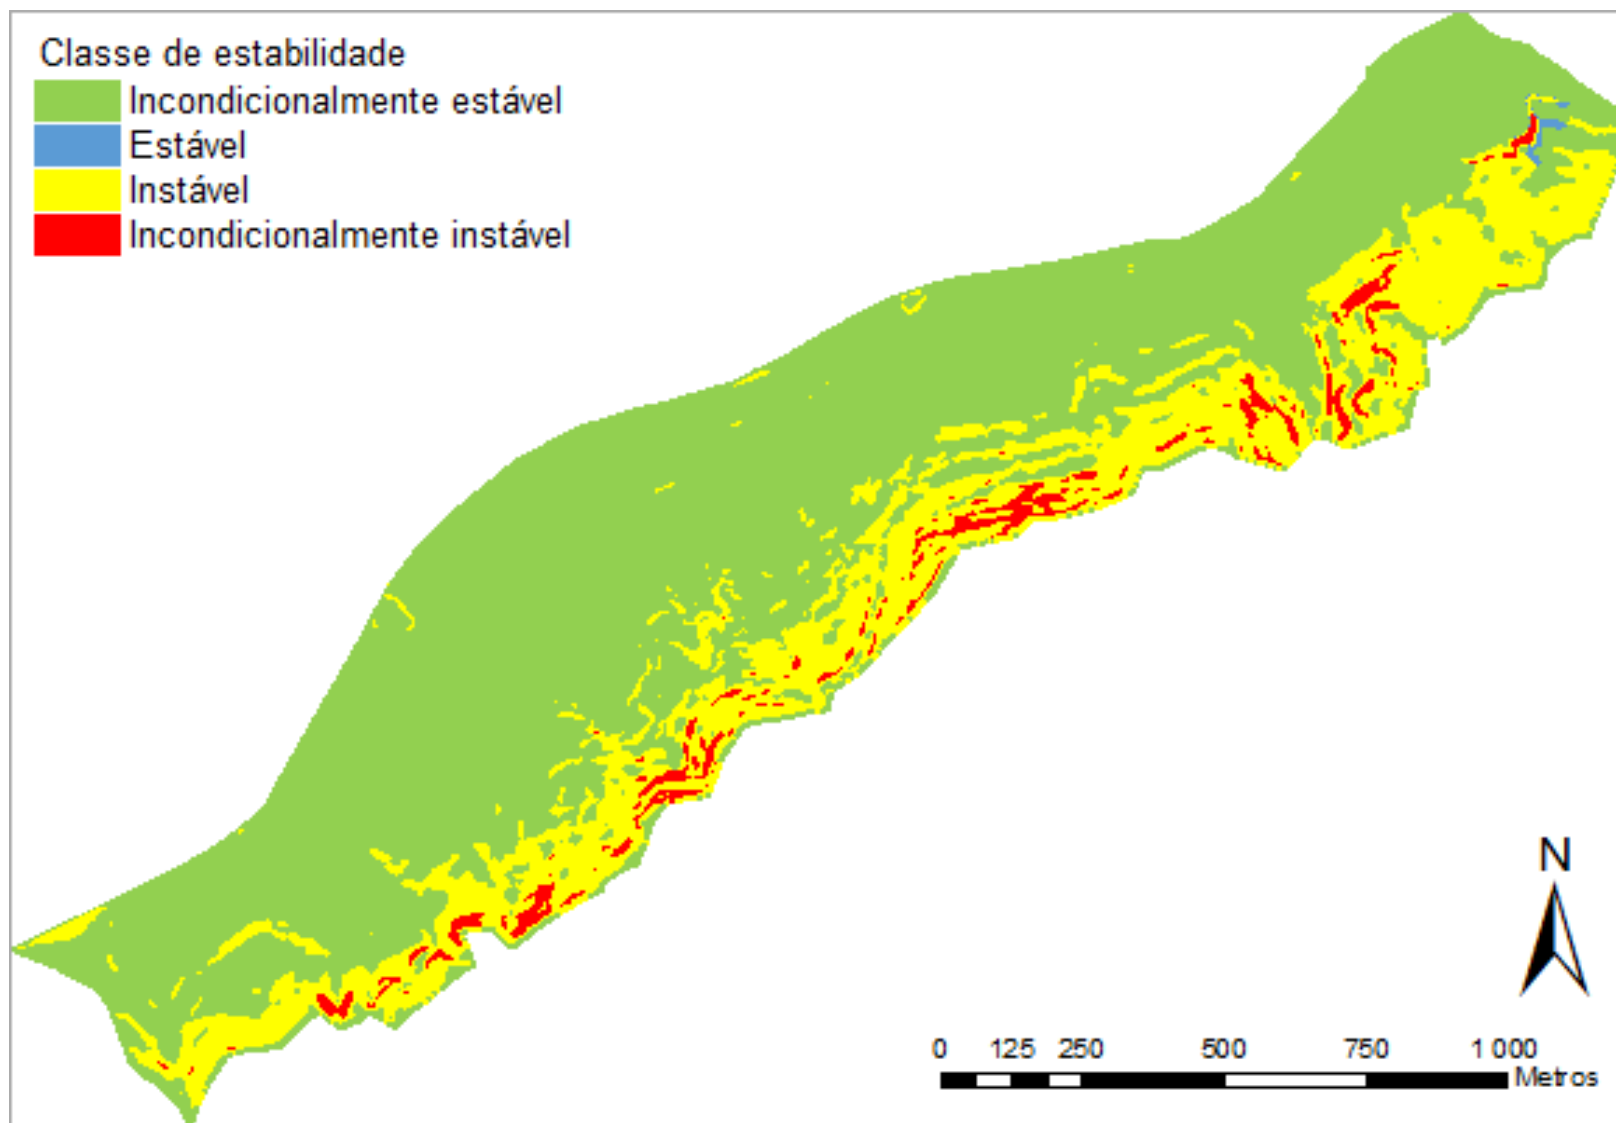 Classe de estabilidade
Incondicionalmente estável
Estável
Instável
Incondicionalmente instável
N
0 125 250 500 750 1 000
Metros